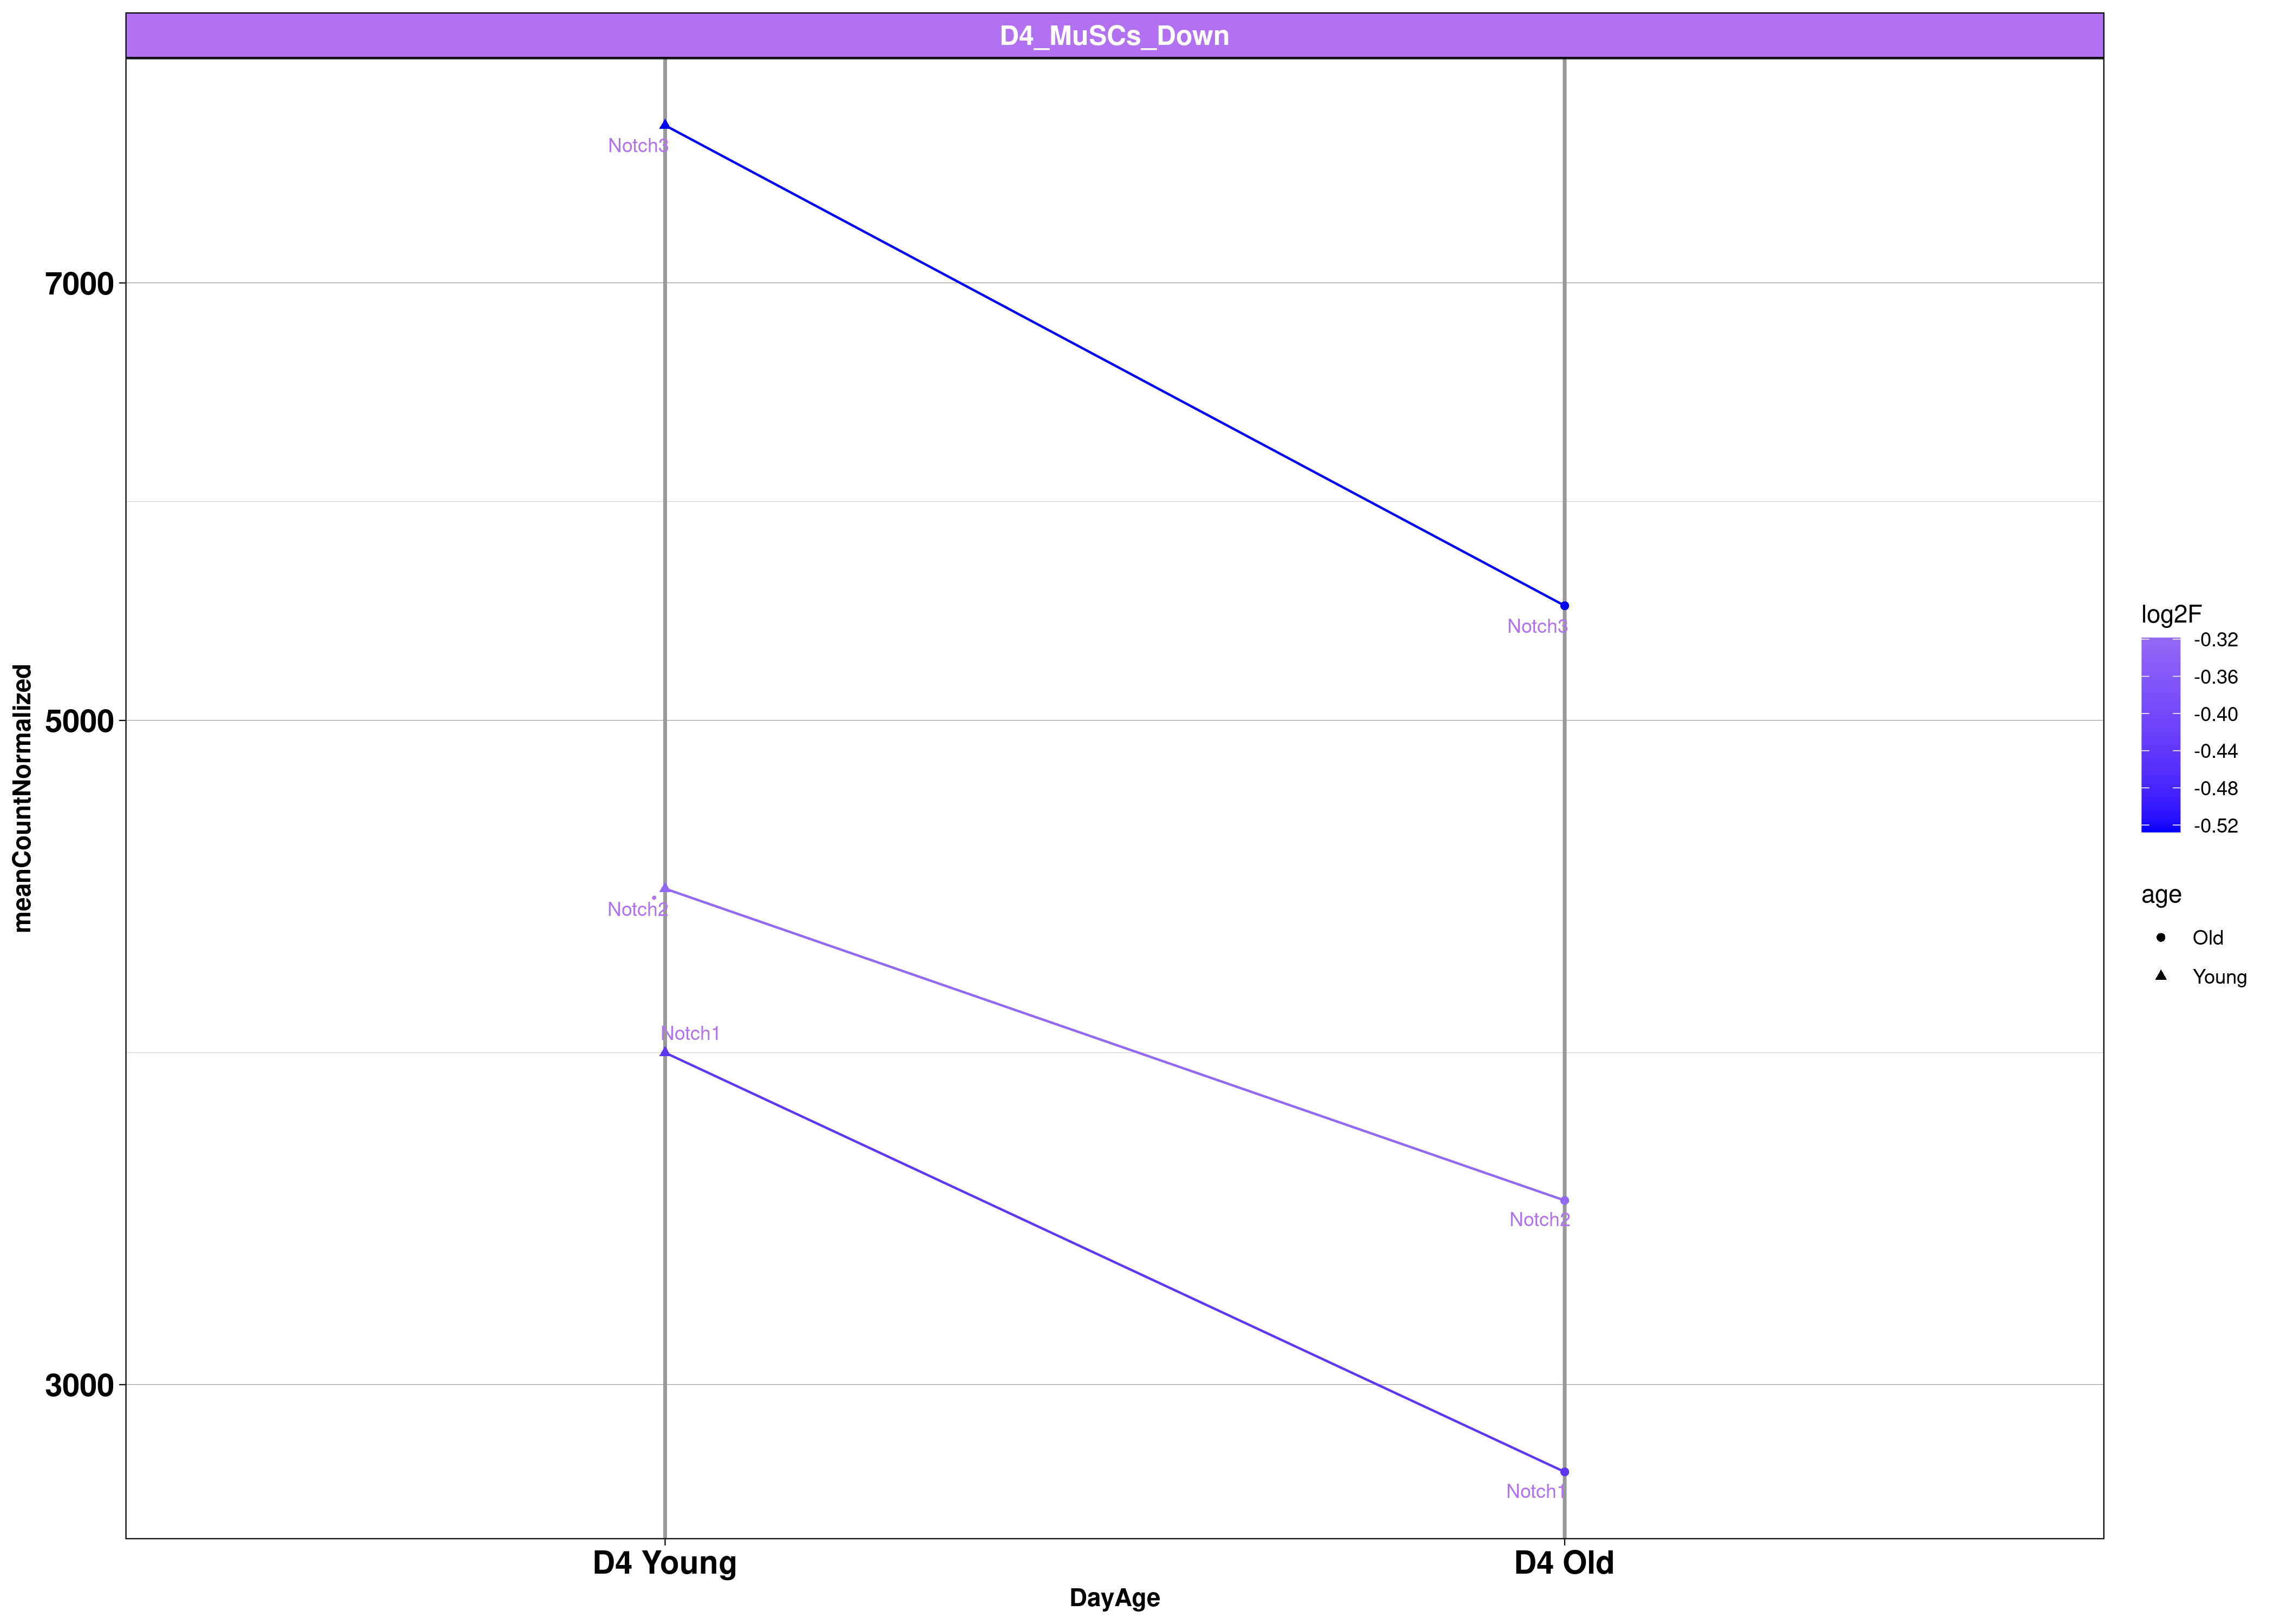 D4_MuSCs_Down
Notch3
7000
Notch3
5000
Notch2
Notch1
Notch2
3000
Notch1
D4 Young
D4 Old
DayAge
meanCountNormalized
log2F
-0.32
-0.36
-0.40
-0.44
-0.48
-0.52
age
Old
Young